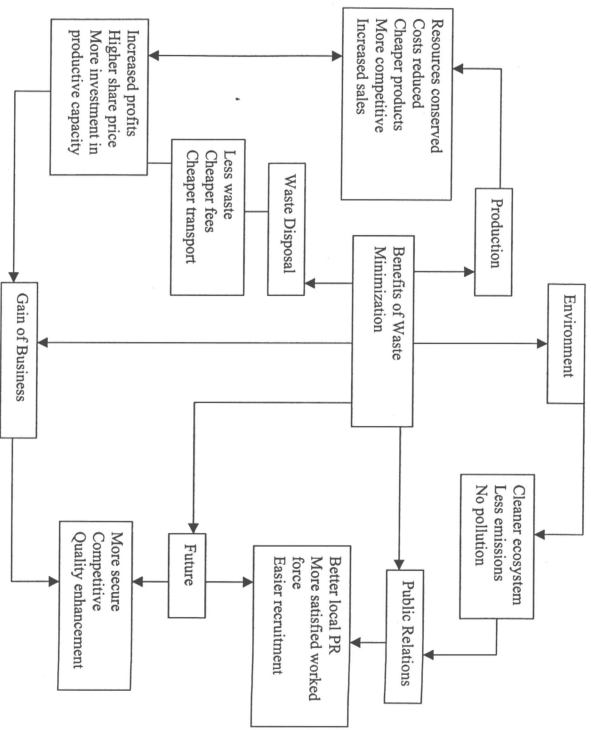 Environment
Cleaner ecosystem
Less emissions
No pollution
Production
Resources conserved
Costs reduced
Cheaper products
More competitive
Increased sales
Benefits of Waste
Minimization
Public Relations
Waste Disposal
Less waste
Cheaper fees
Cheaper transport
Better local PR
More satisfied worked
force
Easier recruitment
Future
Increased profits
Higher share price
More investment in
productive capacity
More secure
Competitive
Quality enhancement
Gain of Business